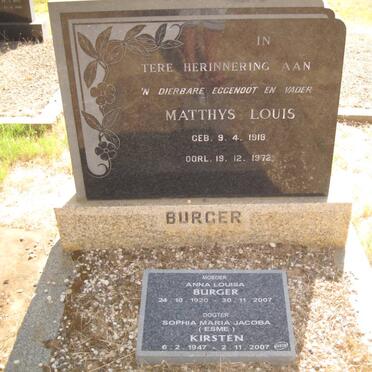 IN
TERE HERINNERING AAN
'N DIERBARE EGGENOOT EN VADER
MATTHYS LOUIS
GEB. 9. 4. 1918
OORL. 19. 12. 1972
BURGER
MOEDER
ANNA LOUISA
BURGER
24. 10. 1920 - 30. 11. 2007
DOGTER
SOPHIA MARIA JACOBA
( ESME )
KIRSTEN
6. 2. 1947 - 2. 11. 2007